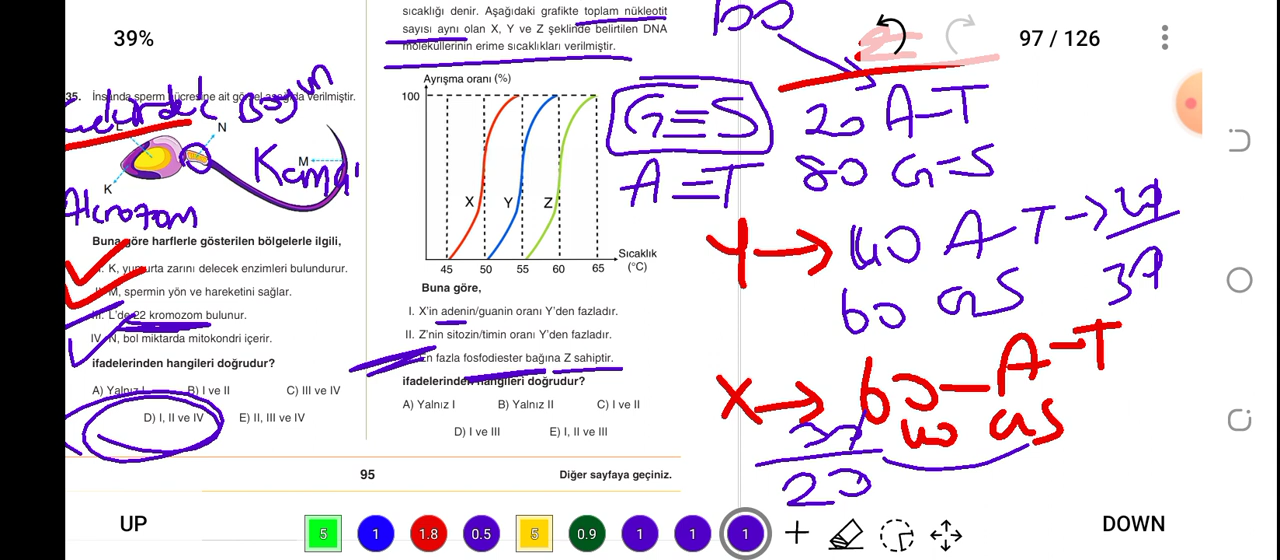 39%
97 / 126
sıcaklığı denir. Aşağıdaki grafikte toplam nükleotit
sayısı aynı olan X, Y ve Z şeklinde belirtilen DNA
moleküllerinin erime sıcaklıkları verilmiştir.
100
35. İnsanda sperm hücresine ait görsel aşağıda verilmiştir.
Boyun
L
N
M
K
Akrozom
Ayrışma oranı (%)
100
X
Y
Z
45 50 55 60 65
Sıcaklık
(°C)
G≡S
A=T
20 A-T
80 G-S
Y → 40 A-T →
60 GS
X → 60 - A-T
40 GS
20
Buna göre harflerle gösterilen bölgelerle ilgili,
I. K, yumurta zarını delecek enzimleri bulundurur.
II. M, spermin yön ve hareketini sağlar.
III. L'de 22 kromozom bulunur.
IV. N, bol miktarda mitokondri içerir.
ifadelerinden hangileri doğrudur?
A) Yalnız I B) I ve II C) III ve IV
D) I, II ve IV E) II, III ve IV
Buna göre,
I. X'in adenin/guanin oranı Y'den fazladır.
II. Z'nin sitozin/timin oranı Y'den fazladır.
En fazla fosfodiester bağına Z sahiptir.
ifadelerinden hangileri doğrudur?
A) Yalnız I B) Yalnız II C) I ve II
D) I ve III E) I, II ve III
95
Diğer sayfaya geçiniz.
UP
5 1 1.8 0.5 5 0.9 1 1 1
DOWN